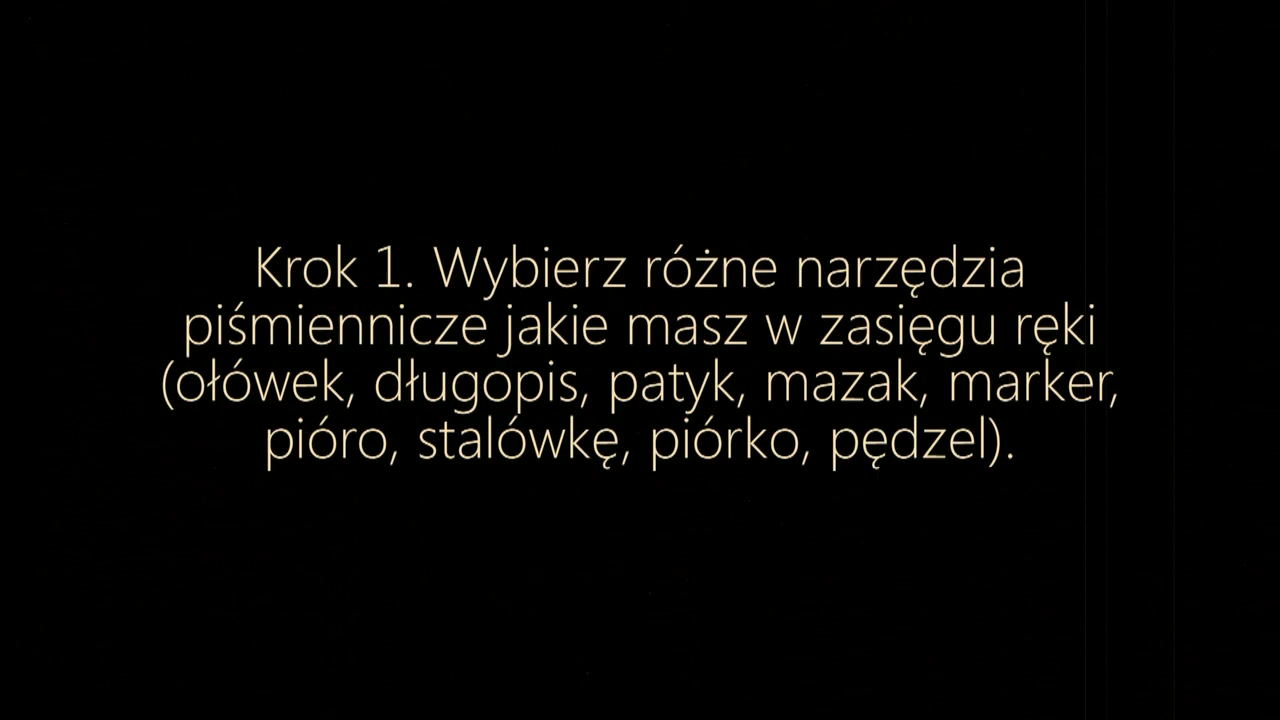 Krok 1. Wybierz różne narzędzia
piśmiennicze jakie masz w zasięgu ręki
(ołówek, długopis, patyk, mazak, marker,
pióro, stalówkę, piórko, pędzel).